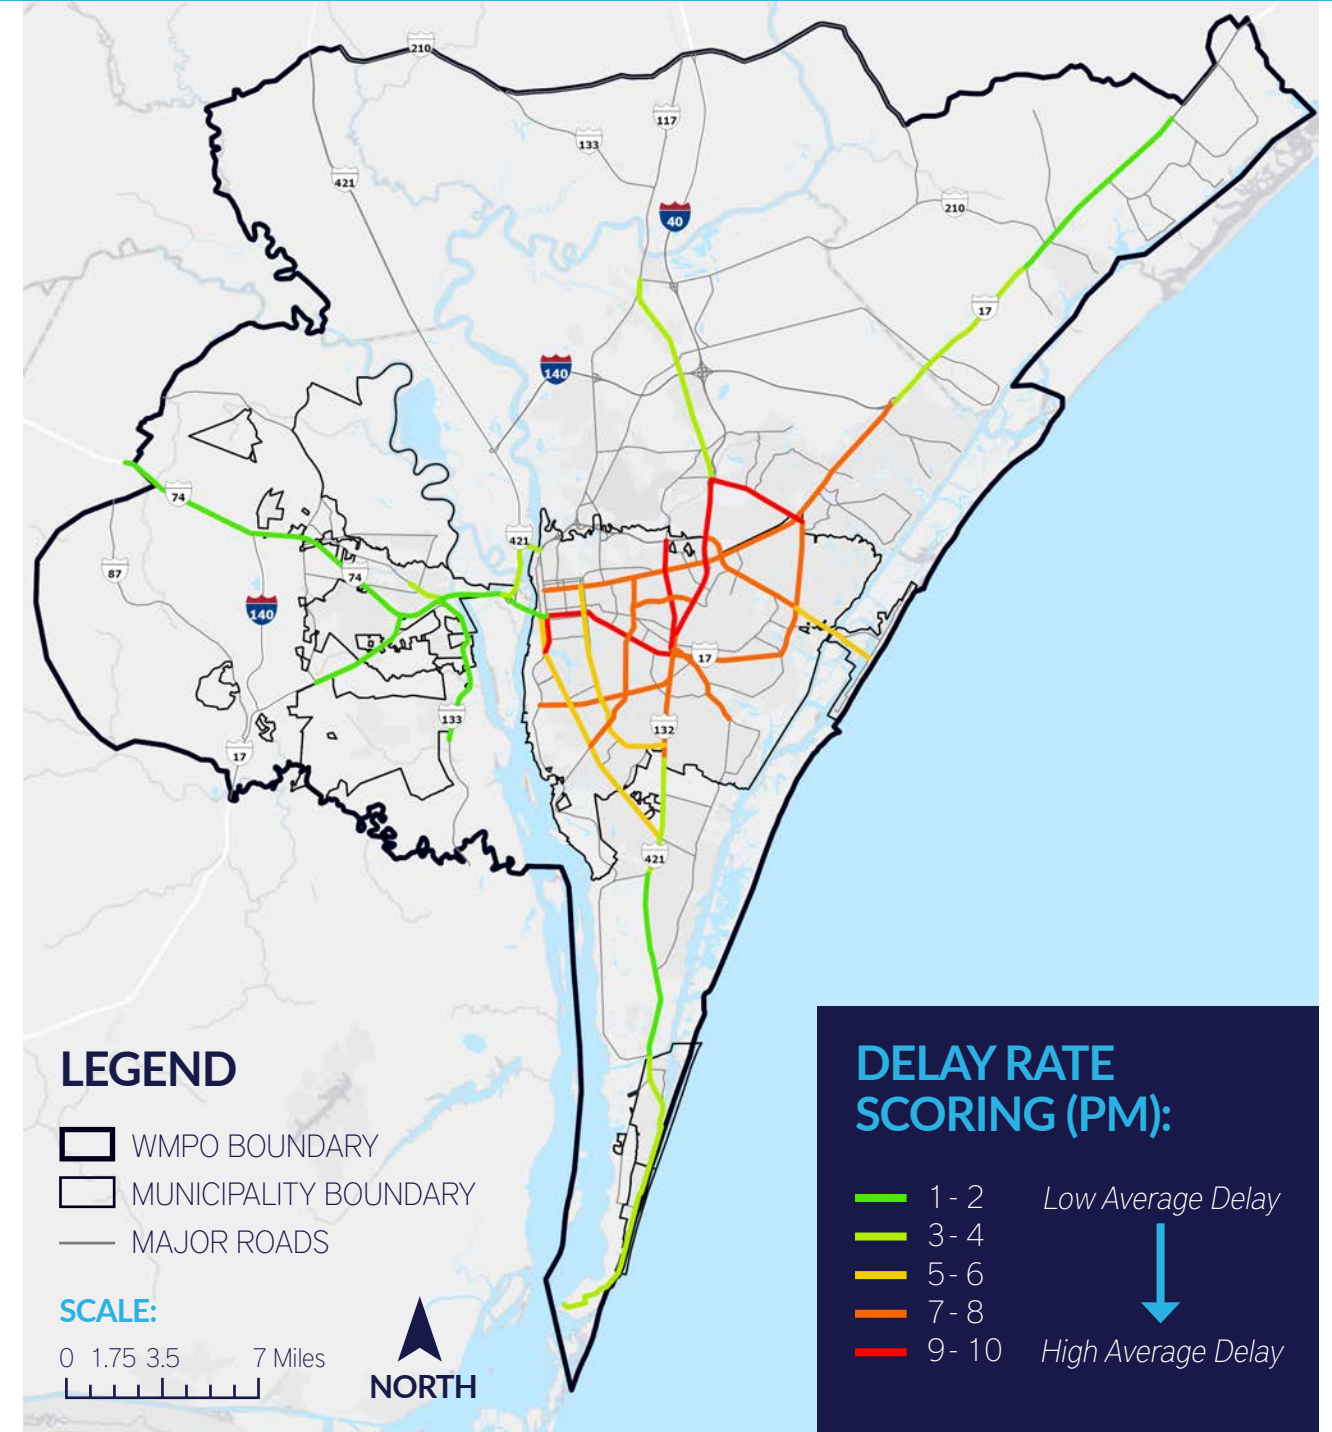 210
117
133
421
40
210
17
140
421
74
74
87
140
17
133
132
17
421
LEGEND
WMPO BOUNDARY
MUNICIPALITY BOUNDARY
MAJOR ROADS
SCALE:
0 1.75 3.5 7 Miles
NORTH
DELAY RATE
SCORING (PM):
1 - 2 Low Average Delay
3 - 4
5 - 6
7 - 8
9 - 10 High Average Delay